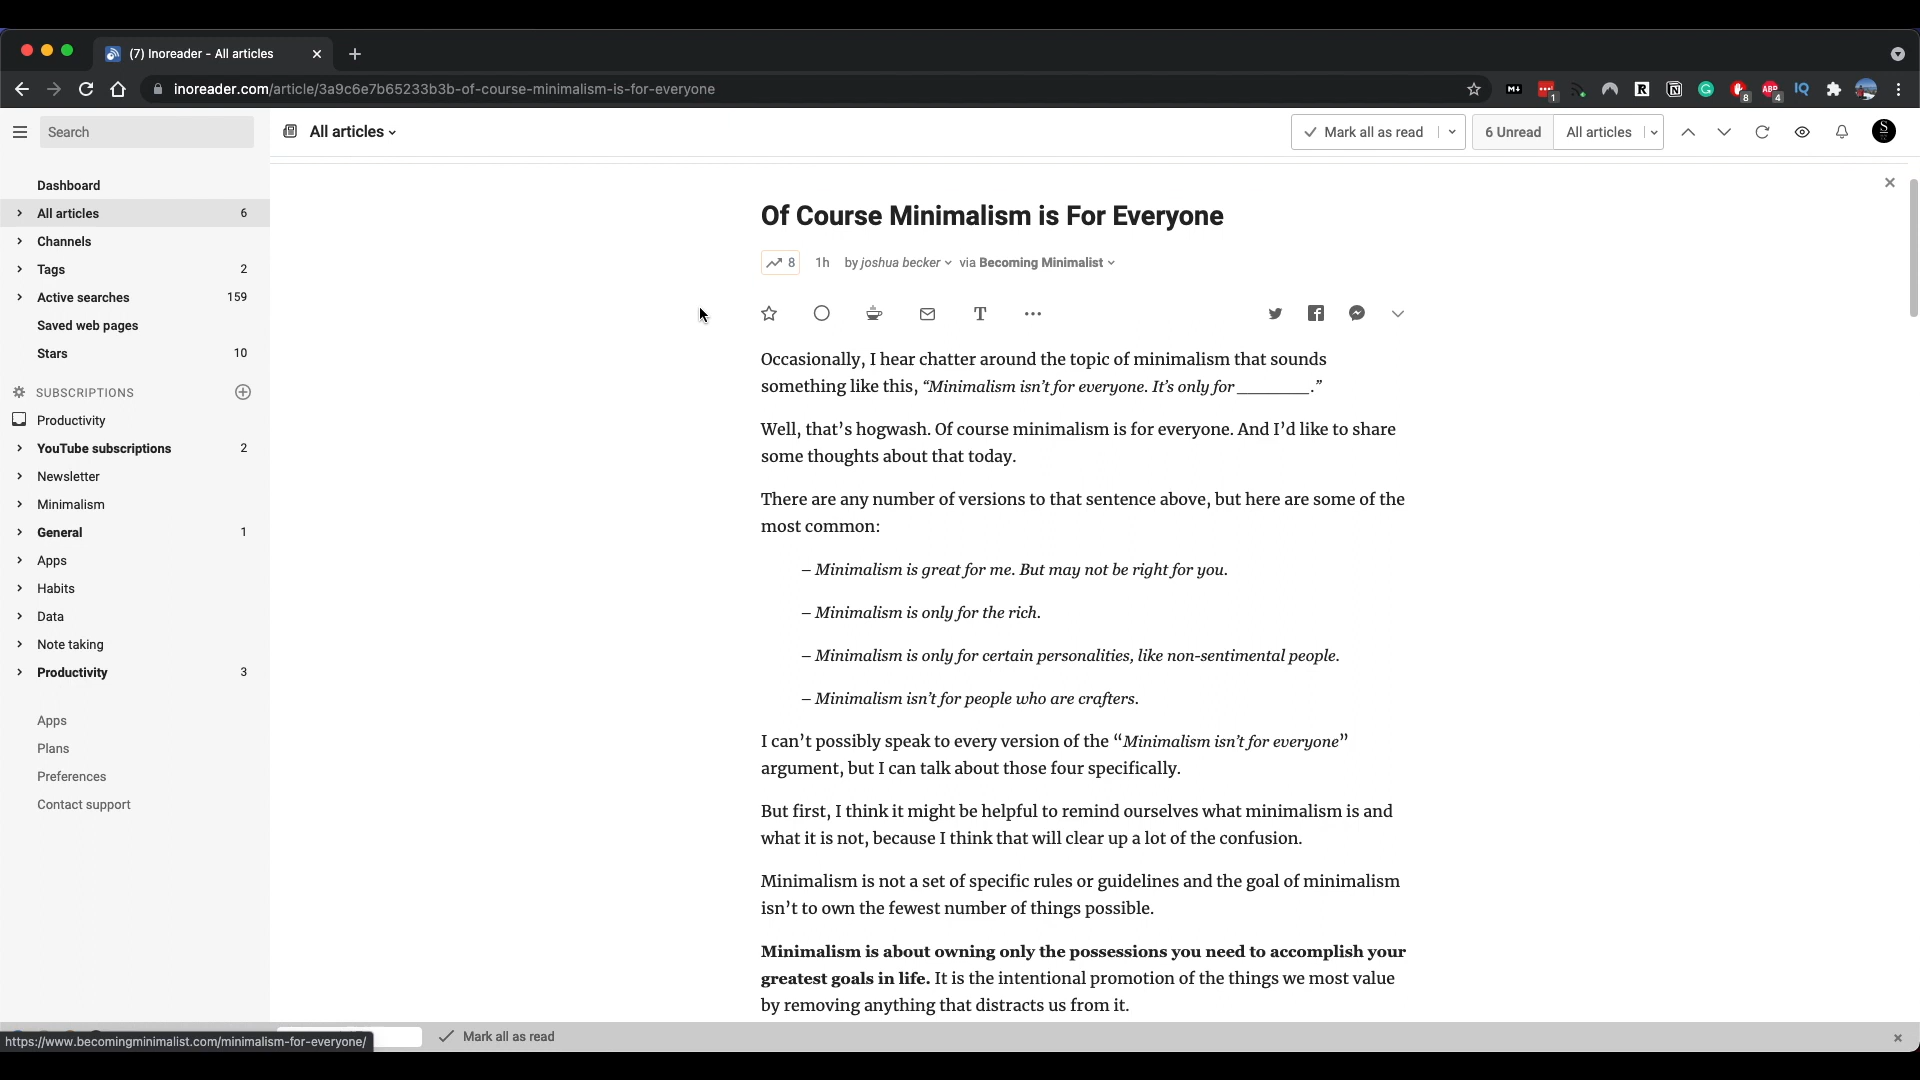 (7) Inoreader - All articles
inoreader.com/article/3a9c6e7b65233b3b-of-course-minimalism-is-for-everyone
M↓
1
R
N
8
ABP
4
IQ
Search
All articles
Mark all as read
6 Unread
All articles
S
Dashboard
All articles 6
Channels
Tags 2
Active searches 159
Saved web pages
Stars 10
SUBSCRIPTIONS
Productivity
YouTube subscriptions 2
Newsletter
Minimalism
General 1
Apps
Habits
Data
Note taking
Productivity 3
Apps
Plans
Preferences
Contact support
Of Course Minimalism is For Everyone
8 1h by joshua becker via Becoming Minimalist
T
Occasionally, I hear chatter around the topic of minimalism that sounds
something like this, “Minimalism isn’t for everyone. It’s only for ________.”
Well, that’s hogwash. Of course minimalism is for everyone. And I’d like to share
some thoughts about that today.
There are any number of versions to that sentence above, but here are some of the
most common:
– Minimalism is great for me. But may not be right for you.
– Minimalism is only for the rich.
– Minimalism is only for certain personalities, like non-sentimental people.
– Minimalism isn’t for people who are crafters.
I can’t possibly speak to every version of the “Minimalism isn’t for everyone”
argument, but I can talk about those four specifically.
But first, I think it might be helpful to remind ourselves what minimalism is and
what it is not, because I think that will clear up a lot of the confusion.
Minimalism is not a set of specific rules or guidelines and the goal of minimalism
isn’t to own the fewest number of things possible.
Minimalism is about owning only the possessions you need to accomplish your
greatest goals in life. It is the intentional promotion of the things we most value
by removing anything that distracts us from it.
Mark all as read
https://www.becomingminimalist.com/minimalism-for-everyone/